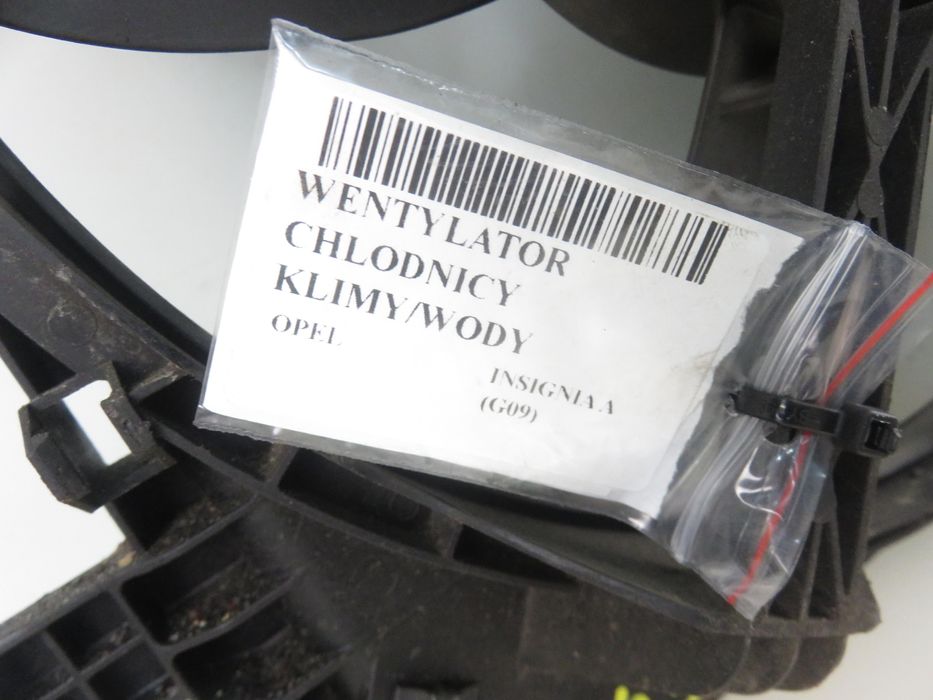 WENTYLATOR
CHLODNICY
KLIMY/WODY
OPEL
INSIGNIA A
(G09)